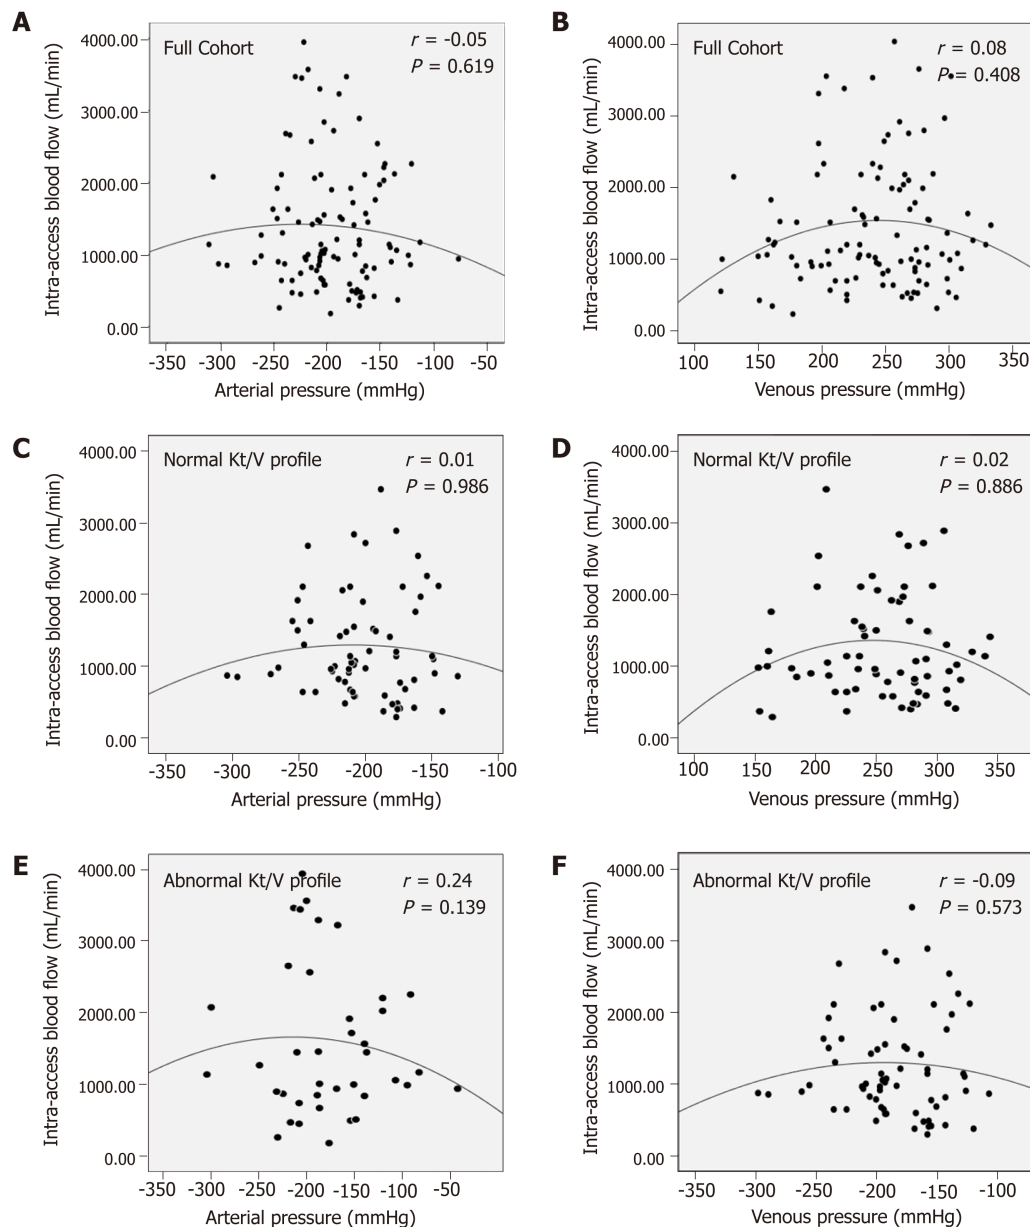 A
Intra-access blood flow (mL/min)
4000.00
3000.00
2000.00
1000.00
0.00
Full Cohort
r = -0.05
P = 0.619
-350 -300 -250 -200 -150 -100 -50
Arterial pressure (mmHg)
B
Intra-access blood flow (mL/min)
4000.00
3000.00
2000.00
1000.00
0.00
Full Cohort
r = 0.08
P = 0.408
100 150 200 250 300 350
Venous pressure (mmHg)
C
Intra-access blood flow (mL/min)
4000.00
3000.00
2000.00
1000.00
0.00
Normal Kt/V profile
r = 0.01
P = 0.986
-350 -300 -250 -200 -150 -100
Arterial pressure (mmHg)
D
Intra-access blood flow (mL/min)
4000.00
3000.00
2000.00
1000.00
0.00
Normal Kt/V profile
r = 0.02
P = 0.886
100 150 200 250 300 350
Venous pressure (mmHg)
E
Intra-access blood flow (mL/min)
4000.00
3000.00
2000.00
1000.00
0.00
Abnormal Kt/V profile
r = 0.24
P = 0.139
-350 -300 -250 -200 -150 -100 -50
Arterial pressure (mmHg)
F
Intra-access blood flow (mL/min)
4000.00
3000.00
2000.00
1000.00
0.00
Abnormal Kt/V profile
r = -0.09
P = 0.573
-350 -300 -250 -200 -150 -100
Venous pressure (mmHg)